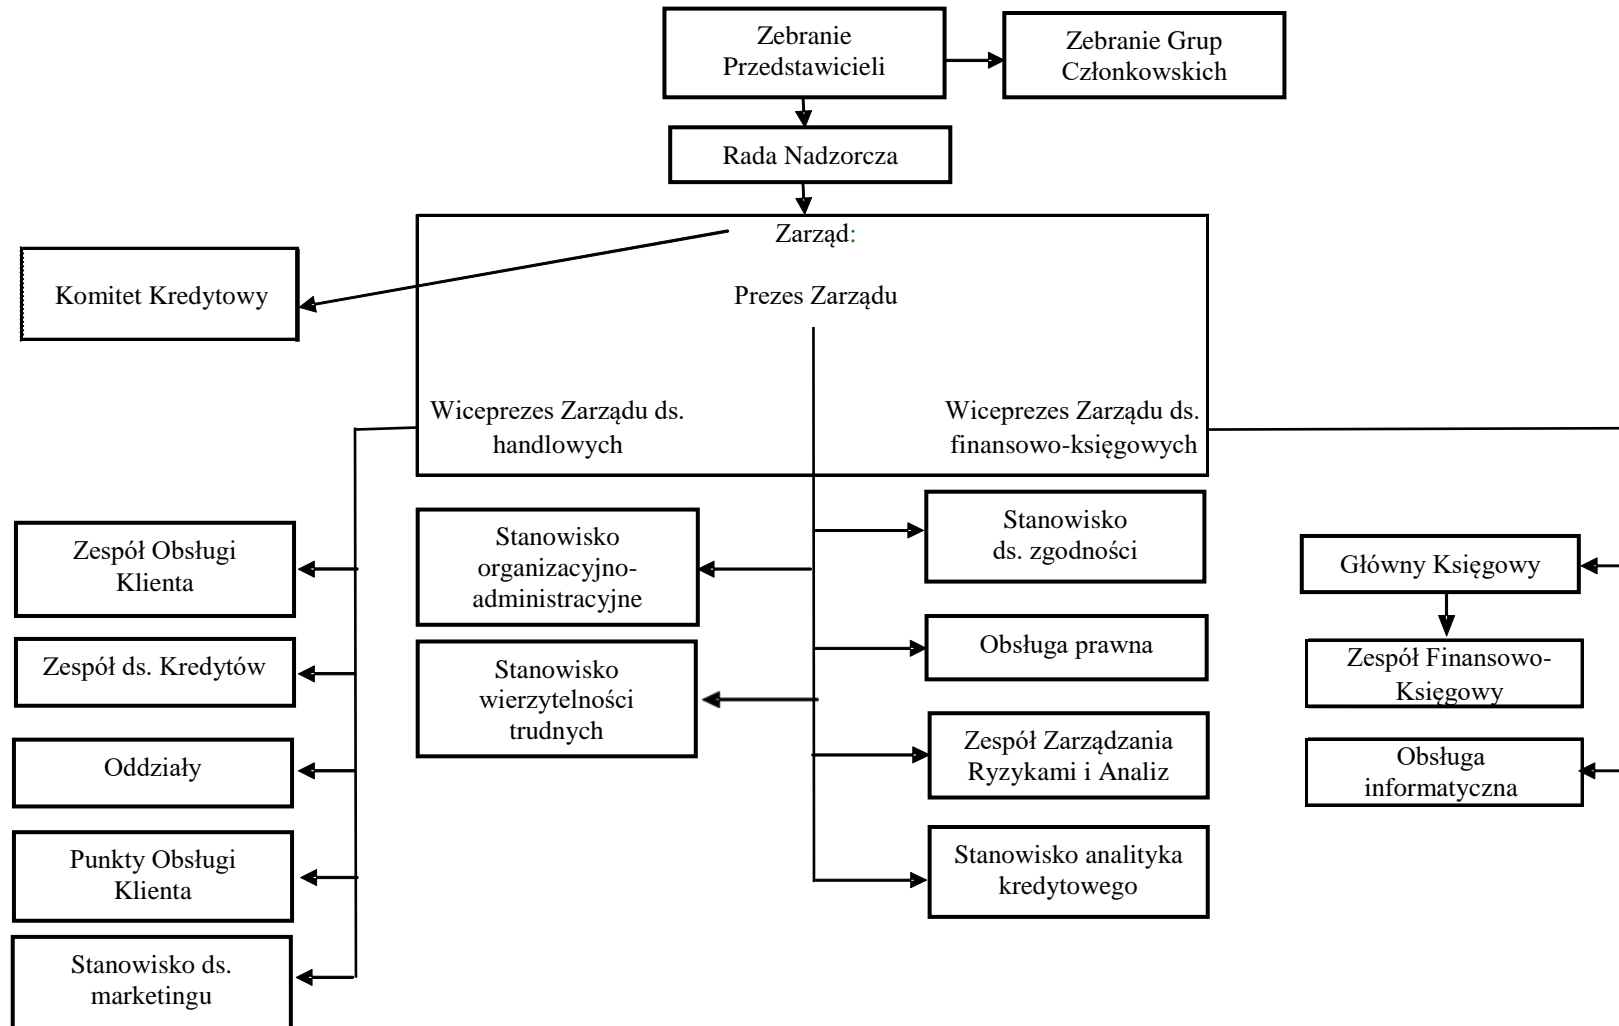 Zebranie
Przedstawicieli
Zebranie Grup
Członkowskich
Rada Nadzorcza
Zarząd:
Komitet Kredytowy
Prezes Zarządu
Wiceprezes Zarządu ds.
handlowych
Wiceprezes Zarządu ds.
finansowo-księgowych
Zespół Obsługi
Klienta
Zespół ds. Kredytów
Oddziały
Punkty Obsługi
Klienta
Stanowisko ds.
marketingu
Stanowisko
organizacyjno-
administracyjne
Stanowisko
wierzytelności
trudnych
Stanowisko
ds. zgodności
Obsługa prawna
Zespół Zarządzania
Ryzykami i Analiz
Stanowisko analityka
kredytowego
Główny Księgowy
Zespół Finansowo-
Księgowy
Obsługa
informatyczna